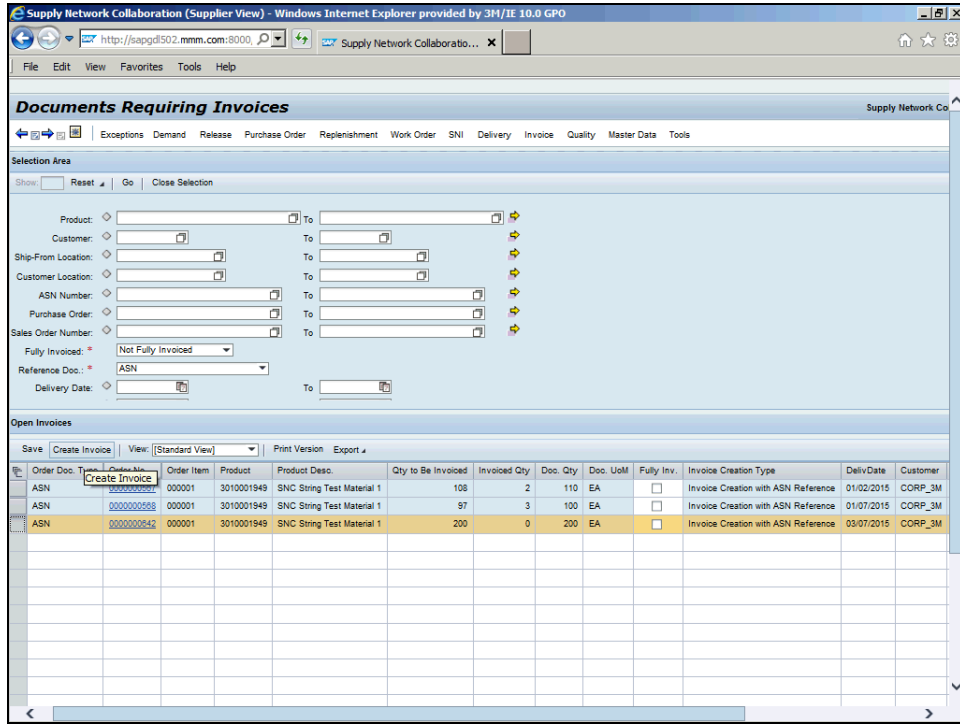 Supply Network Collaboration (Supplier View) - Windows Internet Explorer provided by 3M/IE 10.0 GPO
http://sapgdl502.mmm.com:8000, Supply Network Collaboratio... X
File Edit View Favorites Tools Help
Documents Requiring Invoices Supply Network Co
Exceptions Demand Release Purchase Order Replenishment Work Order SNI Delivery Invoice Quality Master Data Tools
Selection Area
Show: Reset Go Close Selection
Product: To
Customer: To
Ship-From Location: To
Customer Location: To
ASN Number: To
Purchase Order: To
Sales Order Number: To
Fully Invoiced: * Not Fully Invoiced
Reference Doc.: * ASN
Delivery Date: To
Open Invoices
Save Create Invoice View: [Standard View] Print Version Export
Order Doc. Type Order No. Order Item Product Product Desc. Qty to Be Invoiced Invoiced Qty Doc. Qty Doc. UoM Fully Inv. Invoice Creation Type DelivDate Customer
Create Invoice
ASN 0000000567 000001 3010001949 SNC String Test Material 1 108 2 110 EA Invoice Creation with ASN Reference 01/02/2015 CORP_3M
ASN 0000000568 000001 3010001949 SNC String Test Material 1 97 3 100 EA Invoice Creation with ASN Reference 01/07/2015 CORP_3M
ASN 0000000642 000001 3010001949 SNC String Test Material 1 200 0 200 EA Invoice Creation with ASN Reference 03/07/2015 CORP_3M